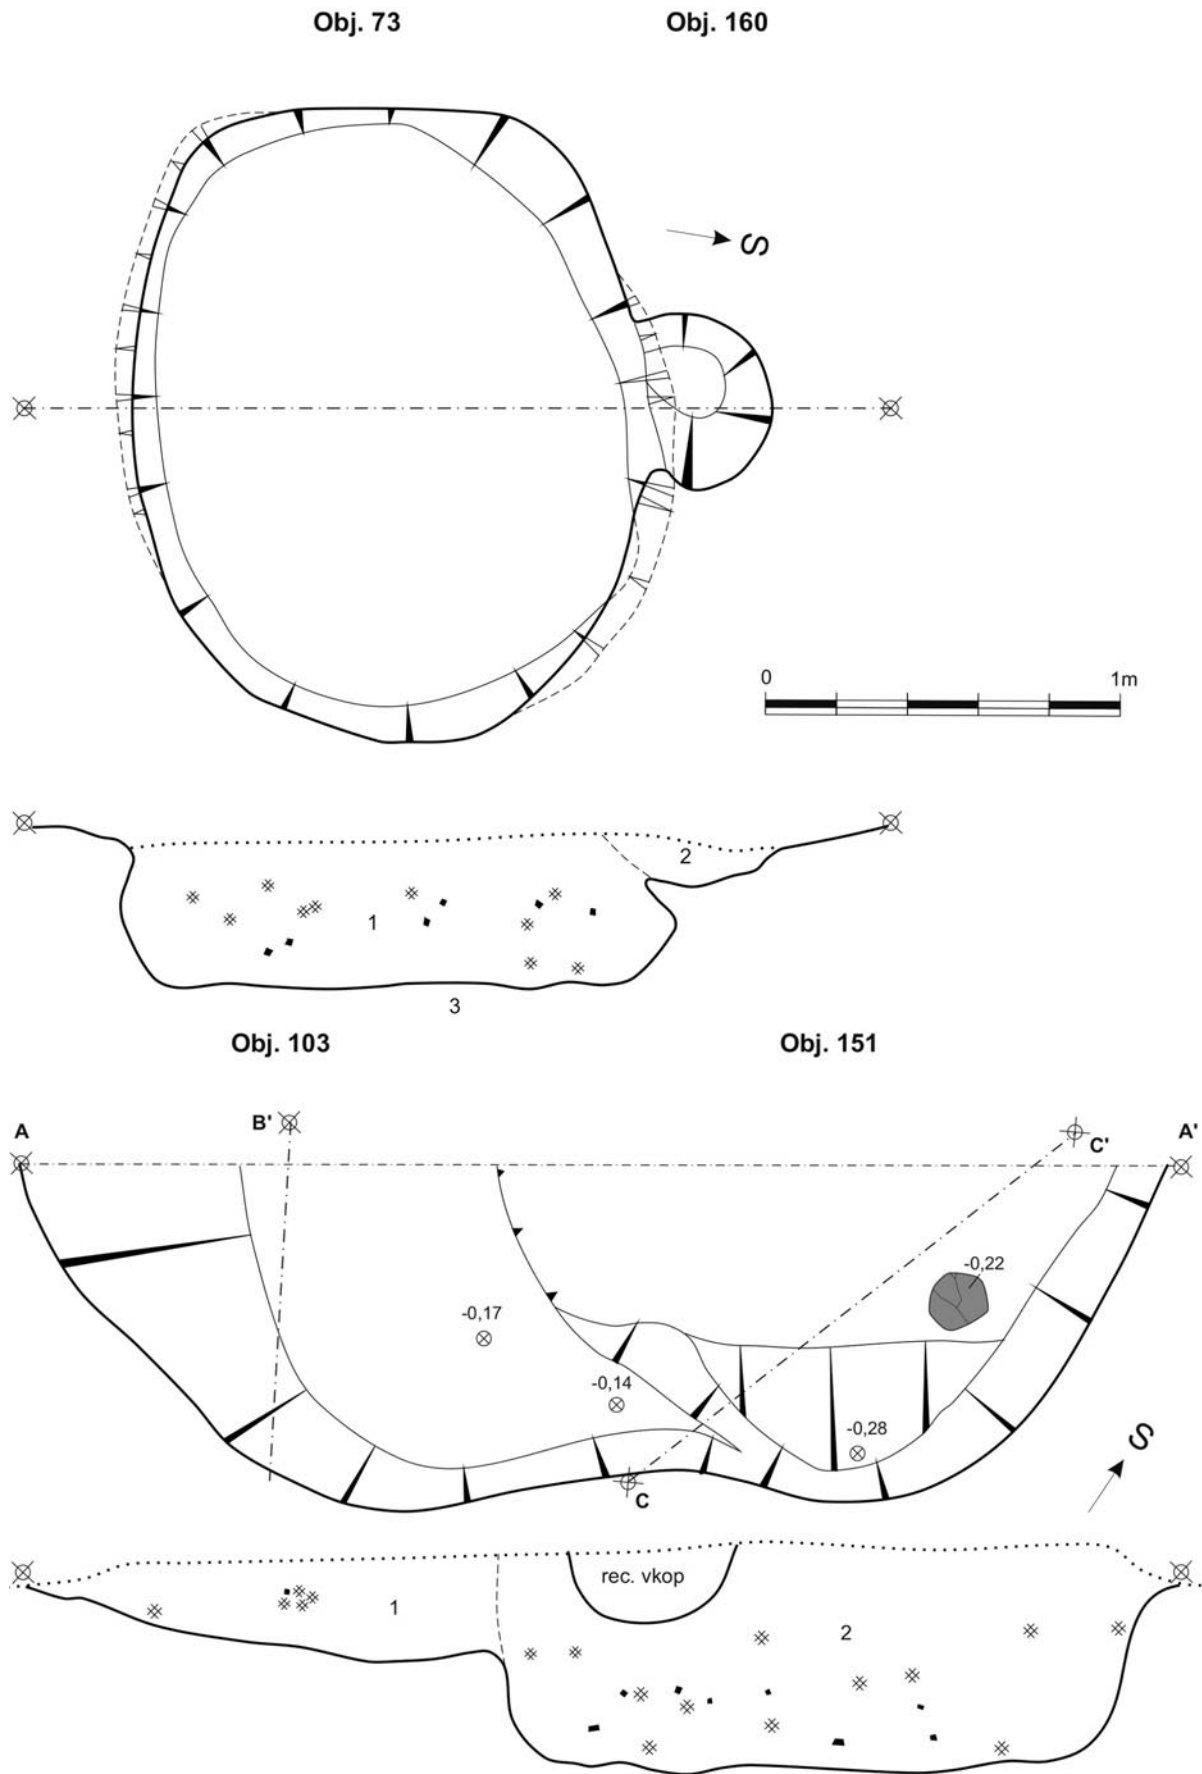 Obj. 73 Obj. 160
S
0 1m
2
1
3
Obj. 103 Obj. 151
B' C'
A A'
-0,22
-0,17
-0,14
-0,28
S
C
rec. vkop
1
2